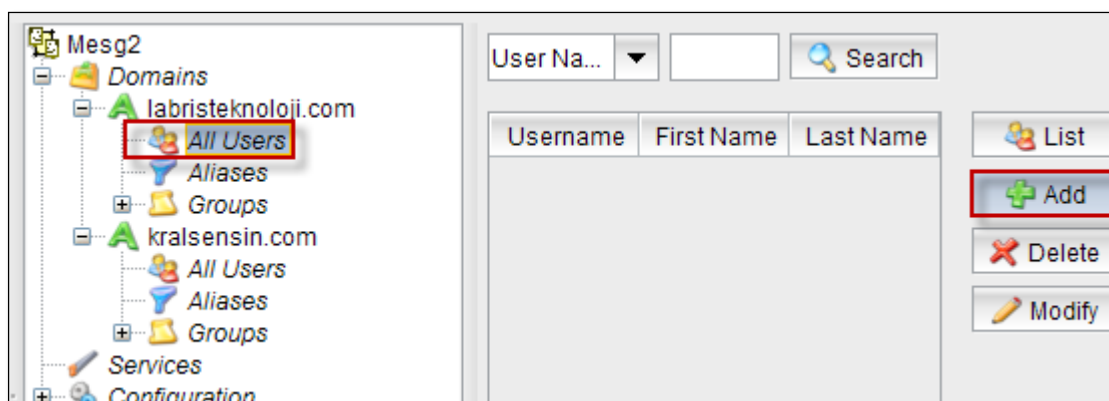 Mesg2
Domains
labristeknoloji.com
All Users
Aliases
Groups
kralsensin.com
All Users
Aliases
Groups
Services
Configuration
User Na...
Search
Username First Name Last Name
List
Add
Delete
Modify